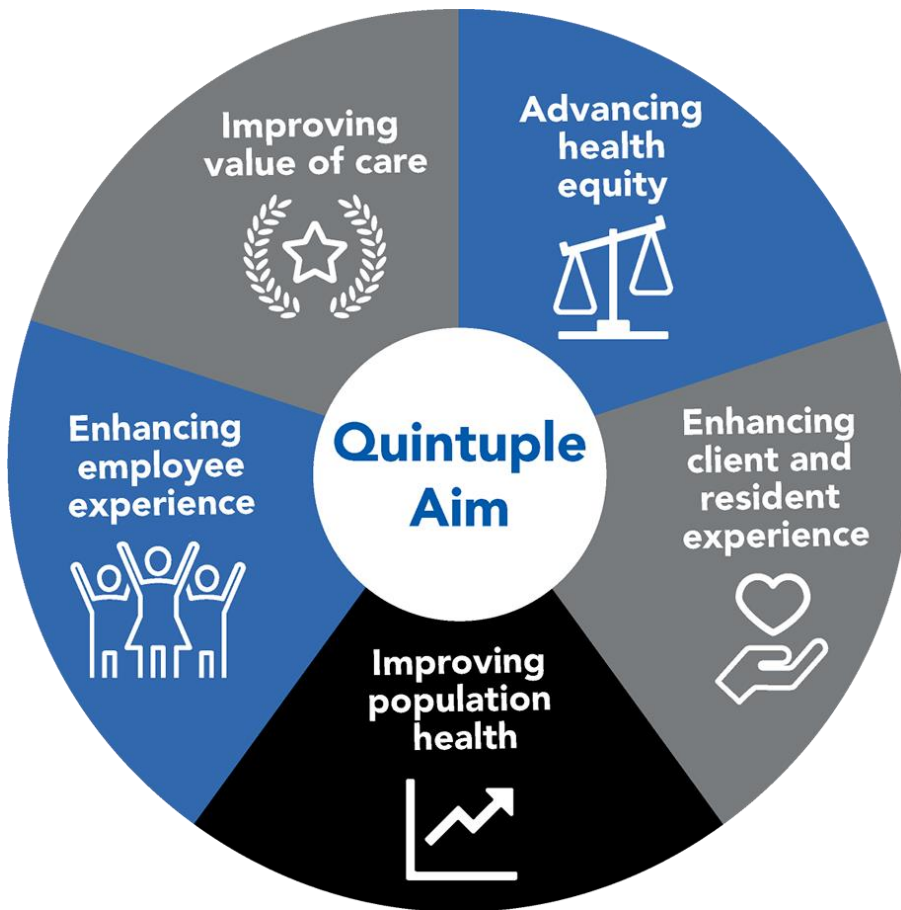 Improving
value of care
Advancing
health
equity
Enhancing
client and
resident
experience
Improving
population
health
Enhancing
employee
experience
Quintuple
Aim